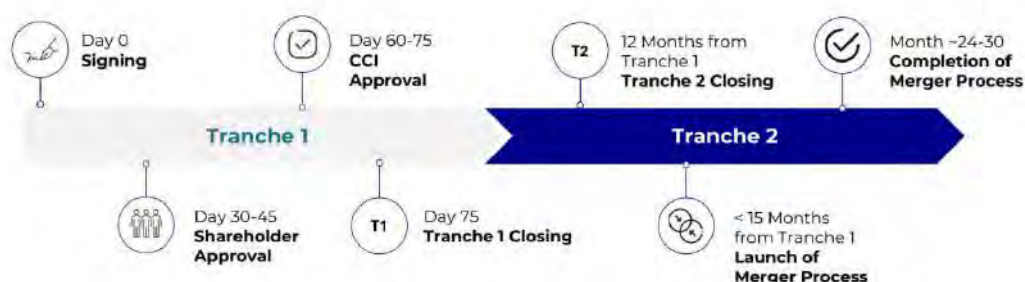 Day 0
Signing
Day 60-75
CCI
Approval
T2
12 Months from
Tranche 1
Tranche 2 Closing
Month ~24-30
Completion of
Merger Process
Tranche 1
Tranche 2
Day 30-45
Shareholder
Approval
T1
Day 75
Tranche 1 Closing
< 15 Months
from Tranche 1
Launch of
Merger Process